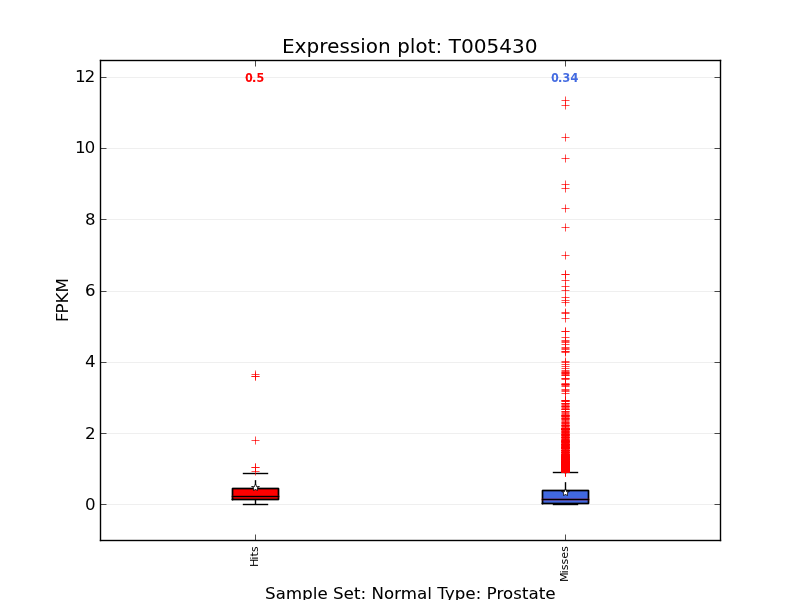 Expression plot: T005430
0.5
0.34
12
10
8
6
4
2
0
FPKM
Hits
Misses
Sample Set: Normal Type: Prostate